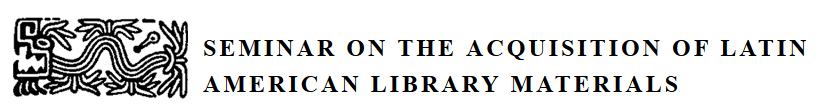 SEMINAR ON THE ACQUISITION OF LATIN
AMERICAN LIBRARY MATERIALS